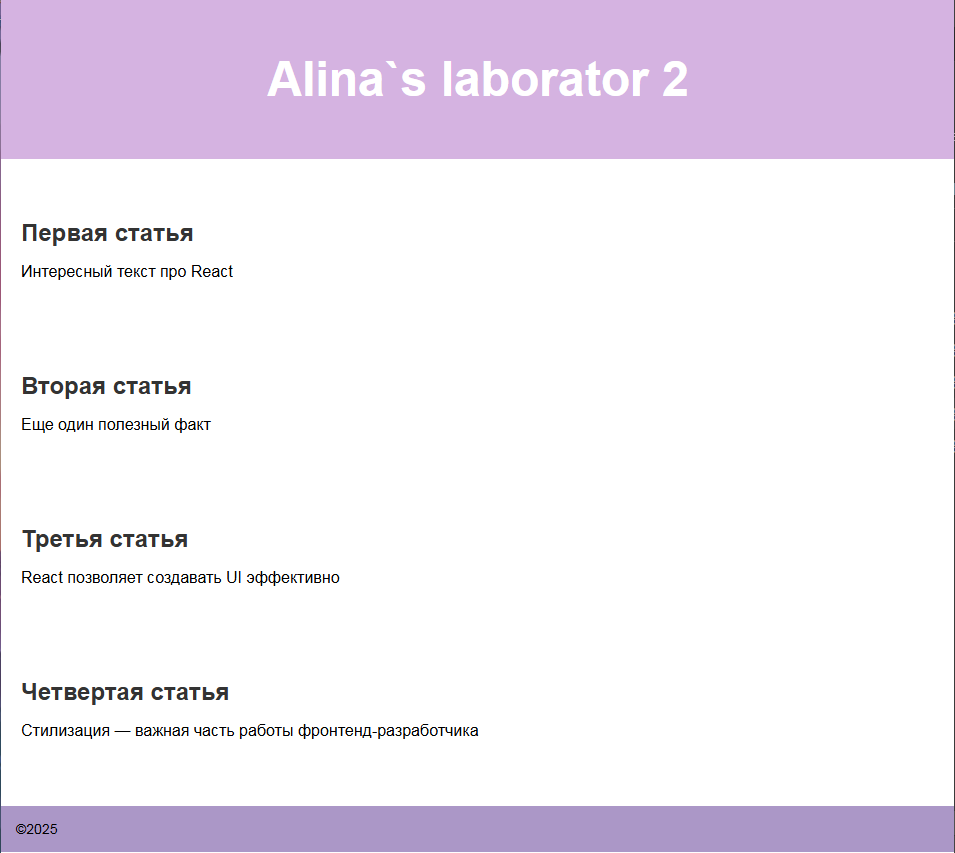 Alina`s laborator 2
Первая статья
Интересный текст про React
Вторая статья
Еще один полезный факт
Третья статья
React позволяет создавать UI эффективно
Четвертая статья
Стилизация — важная часть работы фронтенд-разработчика
©2025